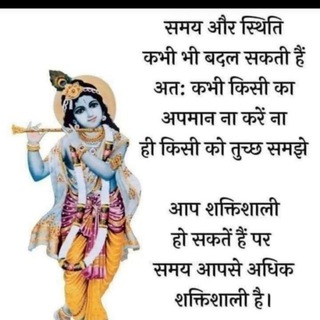 समय और स्थिति
कभी भी बदल सकती हैं
अत: कभी किसी का
अपमान ना करें ना
ही किसी को तुच्छ समझे
आप शक्तिशाली
हो सकतें हैं पर
समय आपसे अधिक
शक्तिशाली है।